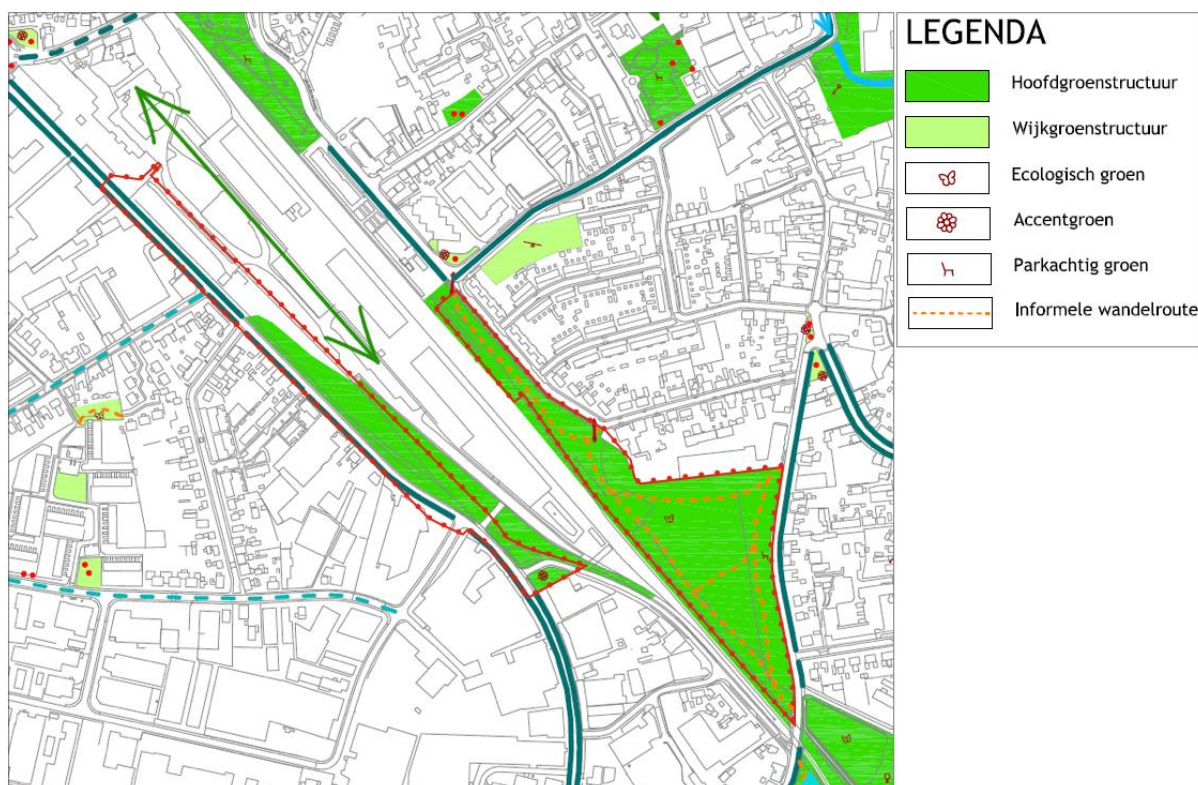 LEGENDA
Hoofdgroenstructuur
Wijkgroenstructuur
Ecologisch groen
Accentgroen
Parkachtig groen
Informele wandelroute